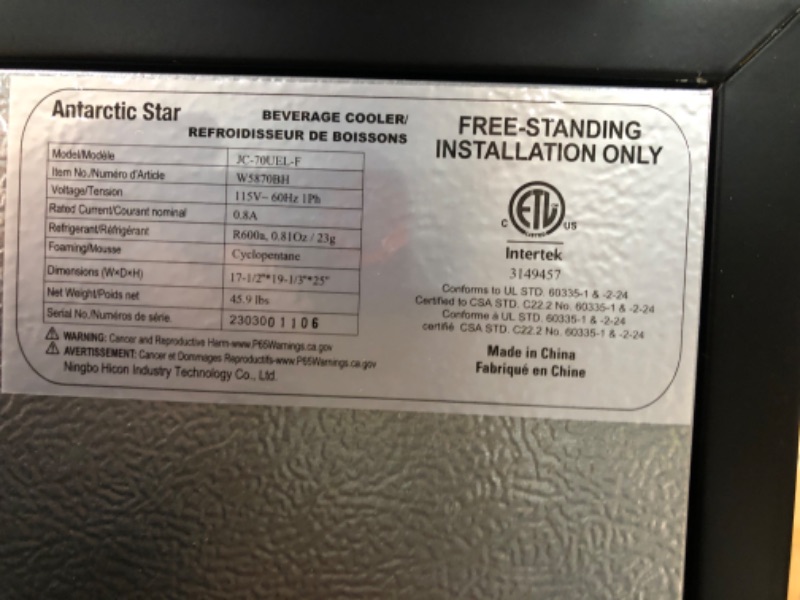 Antarctic Star
BEVERAGE COOLER/
REFROIDISSEUR DE BOISSONS
Model/Modèle JC-70UEL-F
Item No./Numéro d'Article W5870BH
Voltage/Tension 115V~ 60Hz 1Ph
Rated Current/Courant nominal 0.8A
Refrigerant/Réfrigérant R600a, 0.81Oz / 23g
Foaming/Mousse Cyclopentane
Dimensions (W×D×H) 17-1/2"*19-1/3"*25"
Net Weight/Poids net 45.9 lbs
Serial No./Numéros de série 2303001106
WARNING: Cancer and Reproductive Harm-www.P65Warnings.ca.gov
AVERTISSEMENT: Cancer et Dommages Reproductifs-www.P65Warnings.ca.gov
Ningbo Hicon Industry Technology Co., Ltd.
FREE-STANDING
INSTALLATION ONLY
C ETL US
LISTED
Intertek
3149457
Conforms to UL STD. 60335-1 & -2-24
Certified to CSA STD. C22.2 No. 60335-1 & -2-24
Conforme à UL STD. 60335-1 & -2-24
certifié CSA STD. C22.2 No. 60335-1 & -2-24
Made in China
Fabriqué en Chine